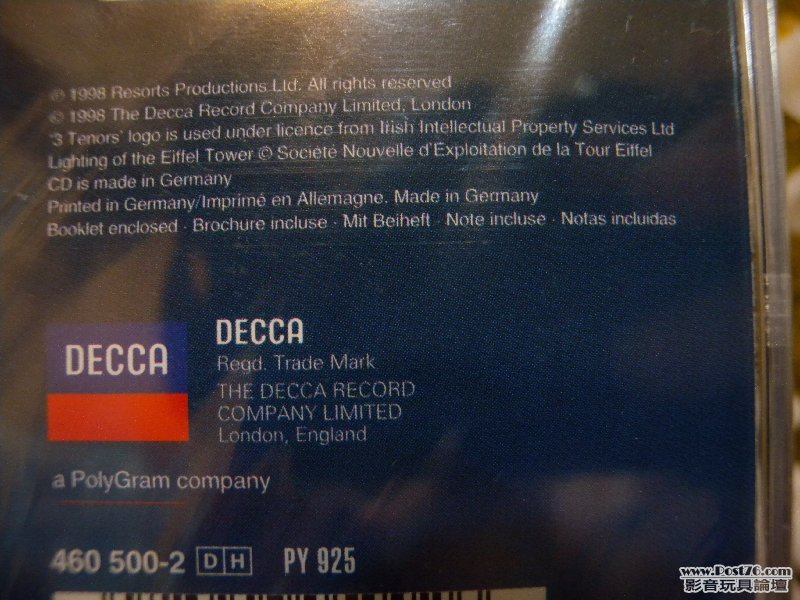 ℗ 1998 Resorts Productions Ltd. All rights reserved
© 1998 The Decca Record Company Limited, London
'3 Tenors' logo is used under licence from Irish Intellectual Property Services Ltd
Lighting of the Eiffel Tower © Société Nouvelle d'Exploitation de la Tour Eiffel
CD is made in Germany
Printed in Germany/Imprimé en Allemagne. Made in Germany
Booklet enclosed · Brochure incluse · Mit Beiheft · Note incluse · Notas incluidas
DECCA
DECCA
Regd. Trade Mark
THE DECCA RECORD
COMPANY LIMITED
London, England
a PolyGram company
460 500-2 DH PY 925
www.Post76.com
影音玩具論壇